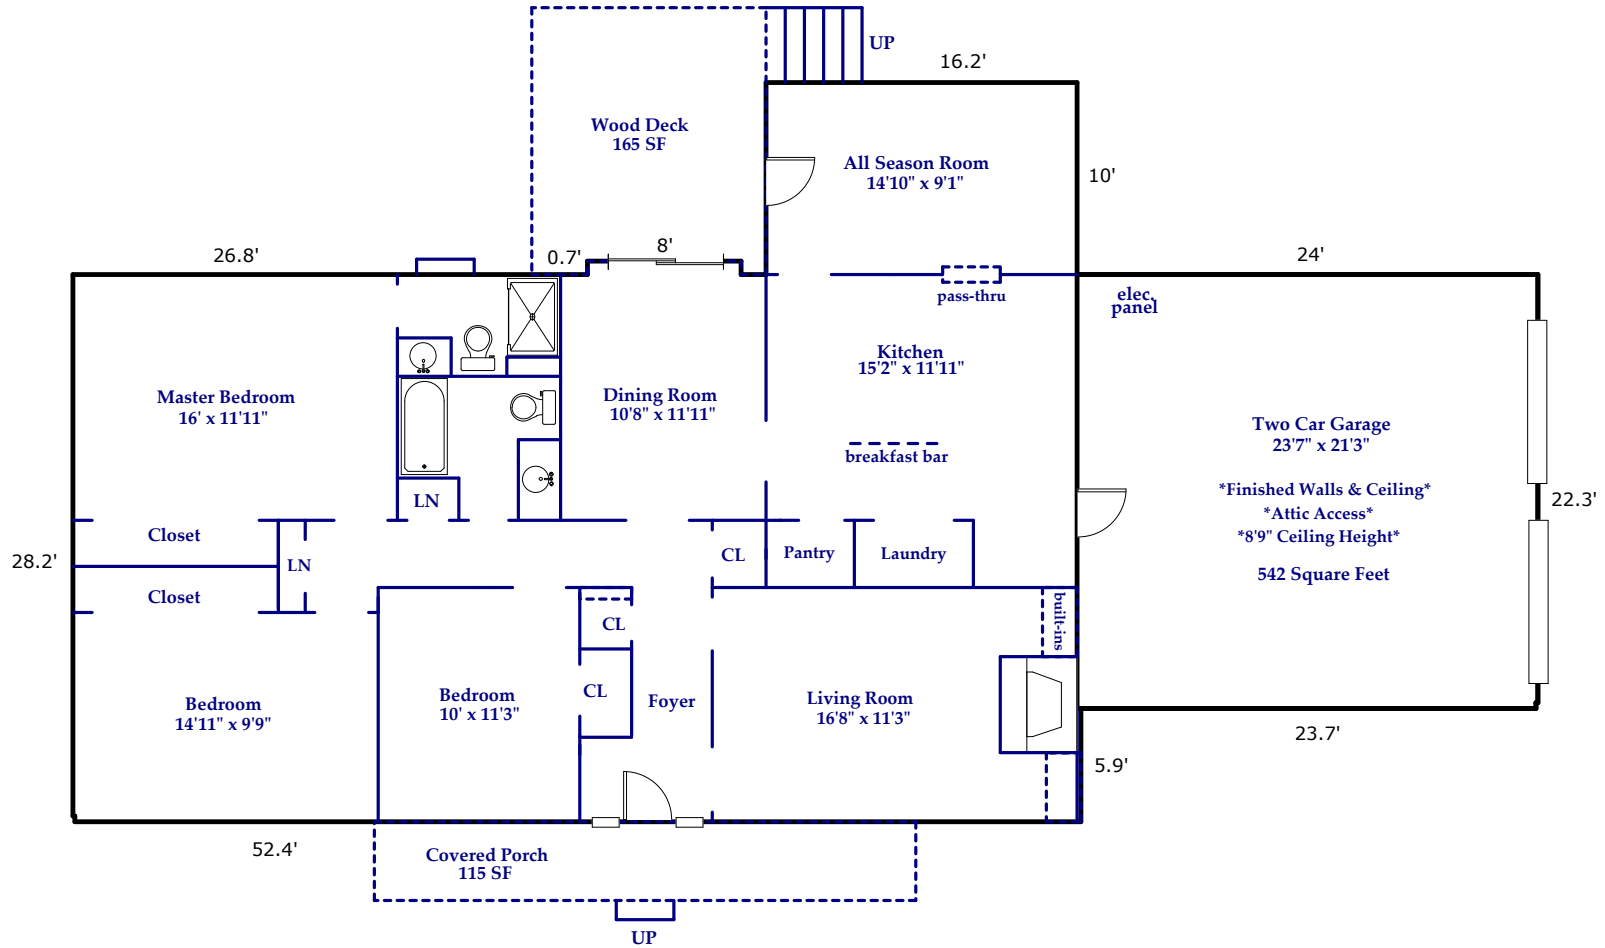 UP
16.2'
Wood Deck
165 SF
All Season Room
14'10" x 9'1"
10'
26.8'
0.7'
8'
24'
pass-thru
elec.
panel
Kitchen
15'2" x 11'11"
Master Bedroom
16' x 11'11"
Dining Room
10'8" x 11'11"
breakfast bar
Two Car Garage
23'7" x 21'3"
*Finished Walls & Ceiling*
*Attic Access*
*8'9" Ceiling Height*
542 Square Feet
22.3'
LN
Closet
28.2'
LN
CL
Pantry
Laundry
Closet
CL
built-ins
Bedroom
14'11" x 9'9"
Bedroom
10' x 11'3"
CL
Foyer
Living Room
16'8" x 11'3"
23.7'
5.9'
52.4'
Covered Porch
115 SF
UP